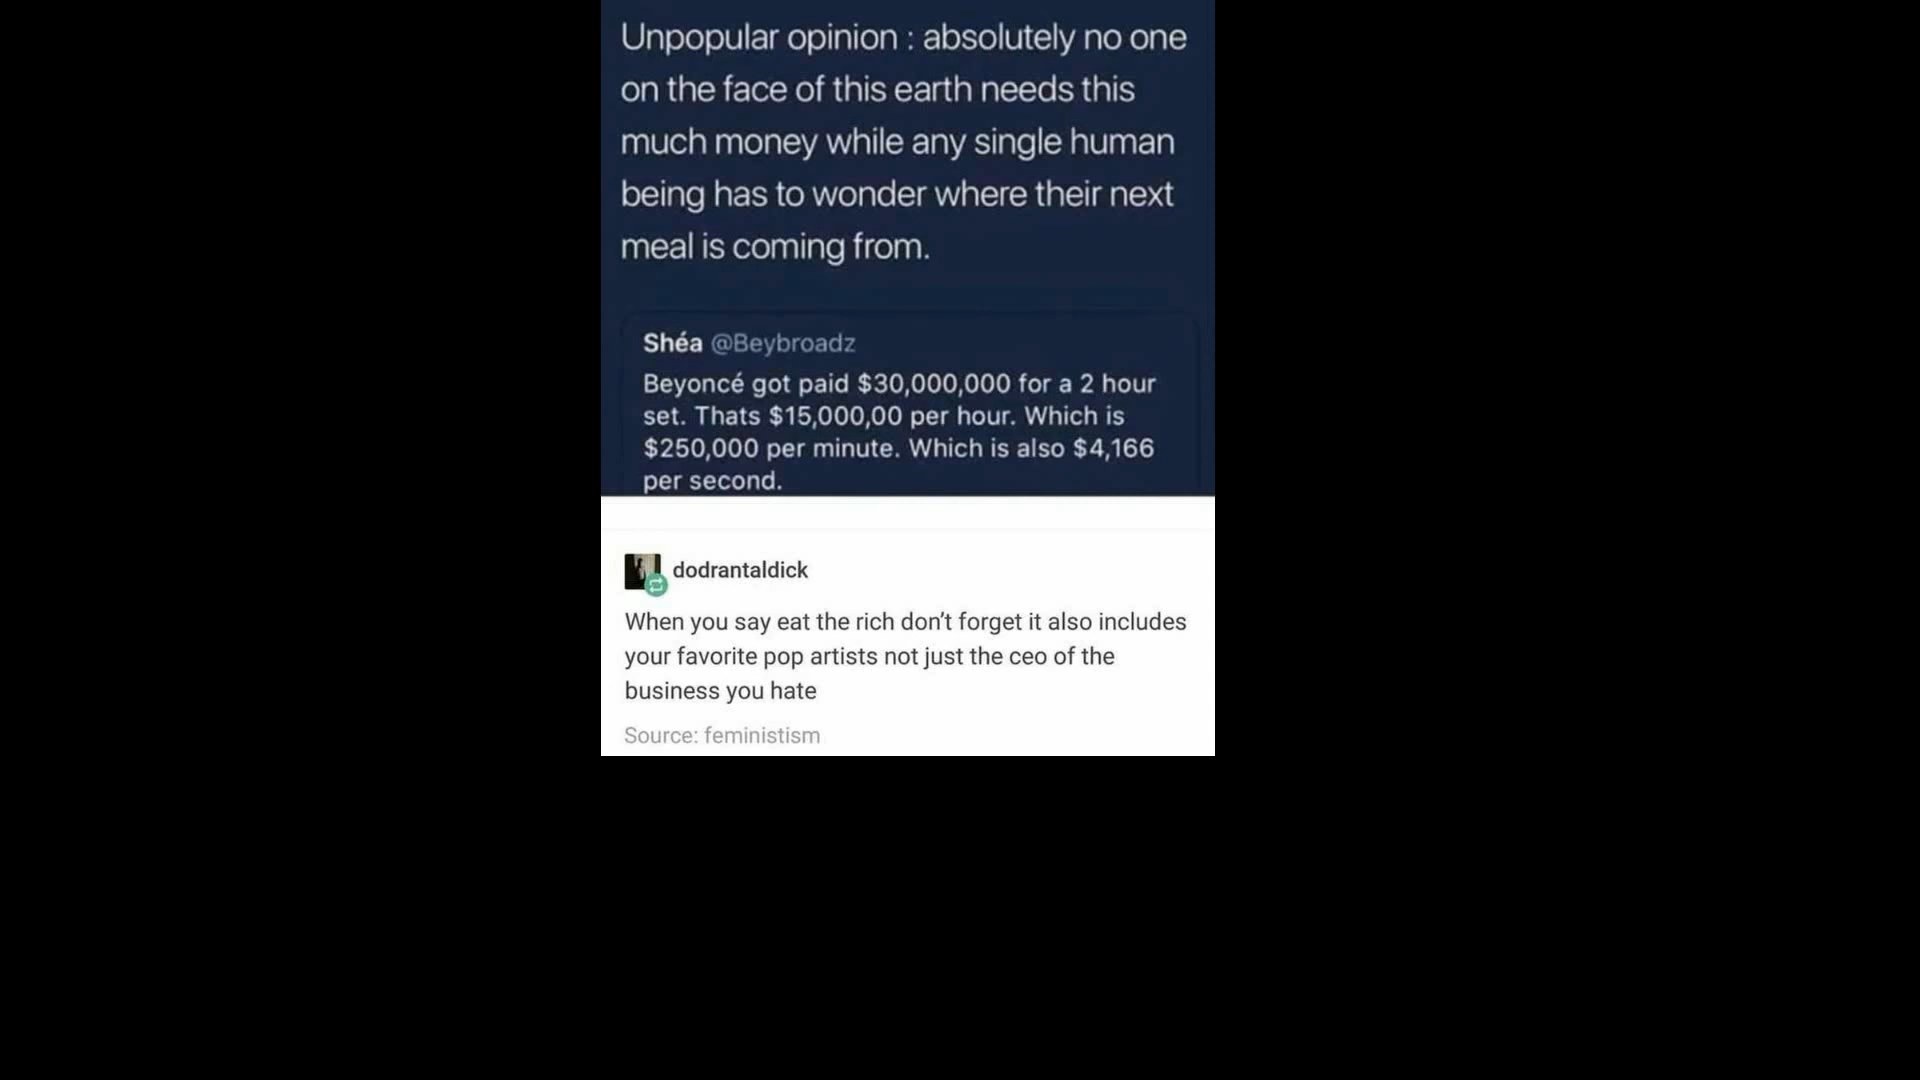 Unpopular opinion : absolutely no one
on the face of this earth needs this
much money while any single human
being has to wonder where their next
meal is coming from.
Shéa @Beybroadz
Beyoncé got paid $30,000,000 for a 2 hour
set. Thats $15,000,00 per hour. Which is
$250,000 per minute. Which is also $4,166
per second.
dodrantaldick
When you say eat the rich don’t forget it also includes
your favorite pop artists not just the ceo of the
business you hate
Source: feministism